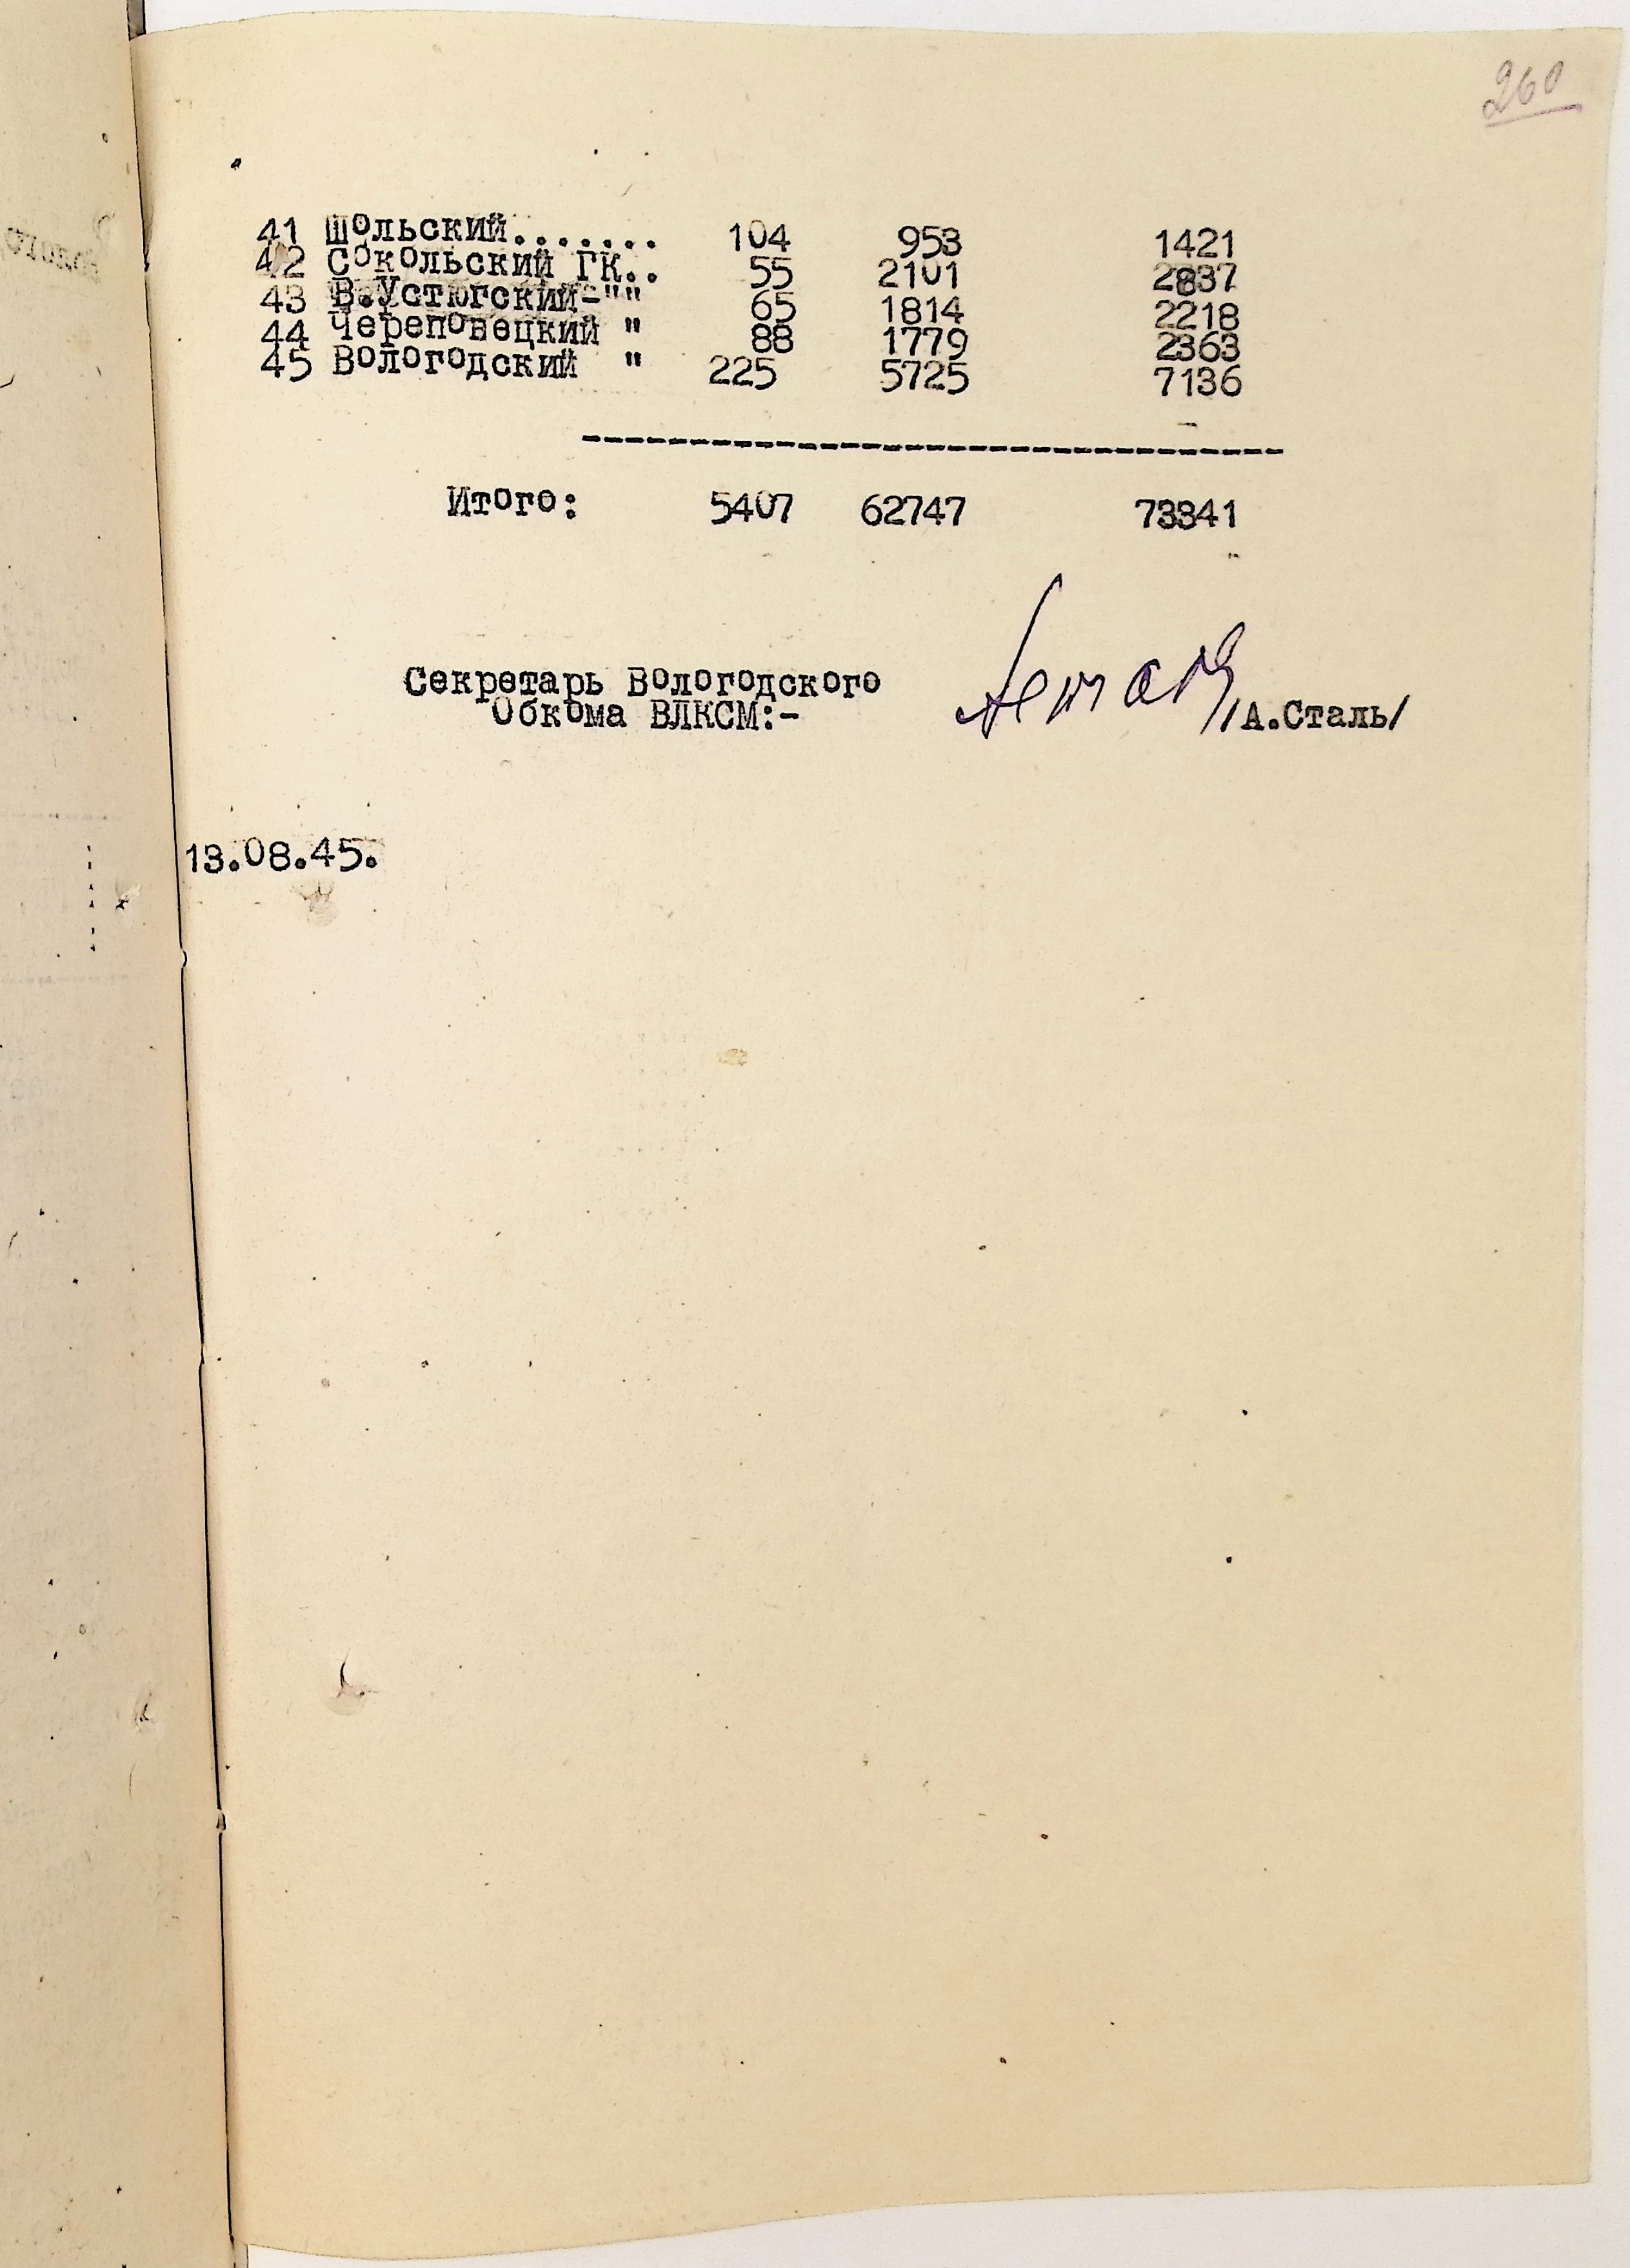 260
41 Шольский....... 104 953 1421
42 Сокольский ГК.. 55 2101 2837
43 В.Устюгский-"" 65 1814 2218
44 Череповецкий " 88 1779 2363
45 Вологодский " 225 5725 7136
Итого: 5407 62747 73341
Секретарь Вологодского
Обкома ВЛКСМ:- /А.Сталь/
13.08.45.